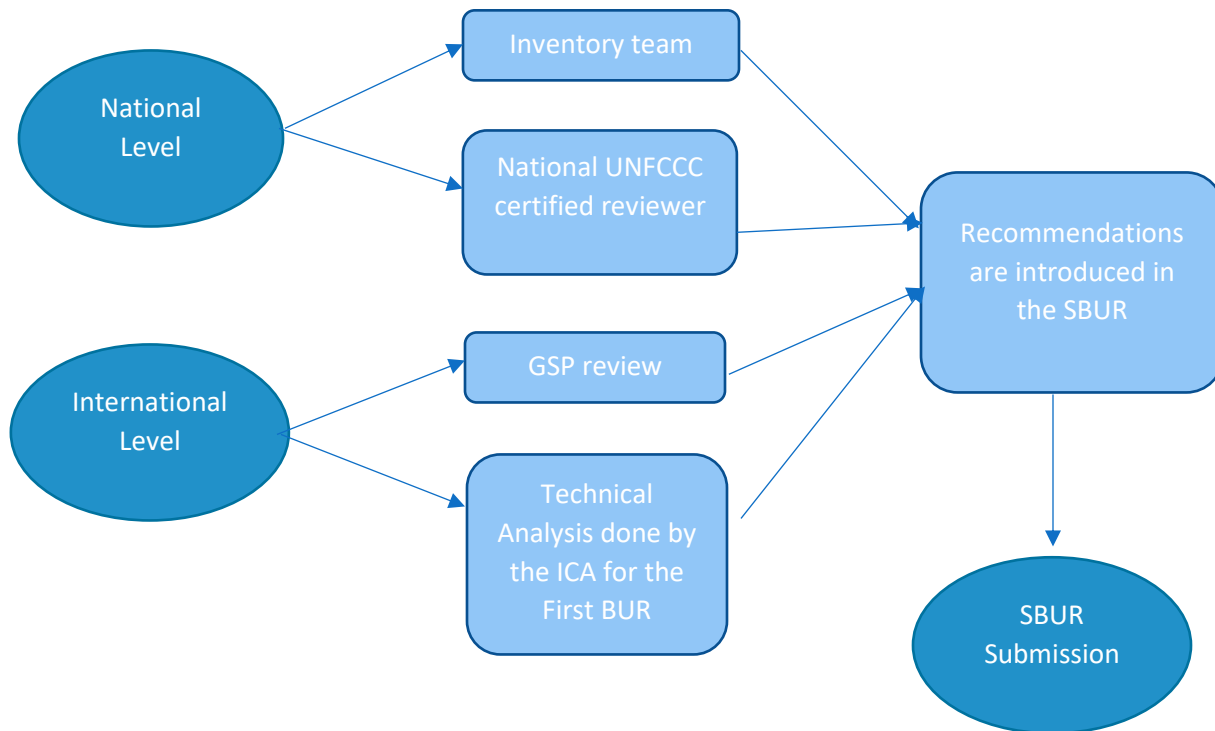 National
Level
Inventory team
National UNFCCC
certified reviewer
Recommendations
are introduced in
the SBUR
International
Level
GSP review
Technical
Analysis done by
the ICA for the
First BUR
SBUR
Submission